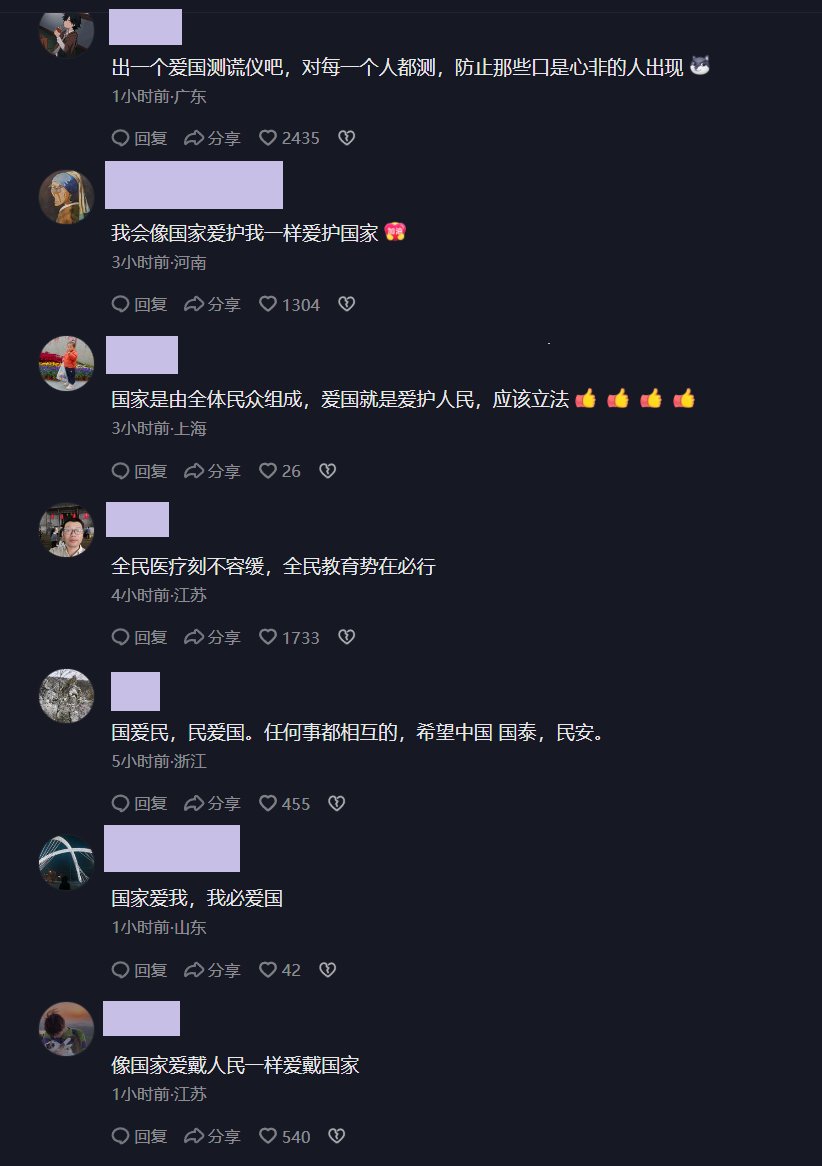 出一个爱国测谎仪吧，对每一个人都测，防止那些口是心非的人出现
1小时前·广东
回复 分享 2435
我会像国家爱护我一样爱护国家 加油
3小时前·河南
回复 分享 1304
国家是由全体民众组成，爱国就是爱护人民，应该立法
3小时前·上海
回复 分享 26
全民医疗刻不容缓，全民教育势在必行
4小时前·江苏
回复 分享 1733
国爱民，民爱国。任何事都相互的，希望中国 国泰，民安。
5小时前·浙江
回复 分享 455
国家爱我，我必爱国
1小时前·山东
回复 分享 42
像国家爱戴人民一样爱戴国家
1小时前·江苏
回复 分享 540